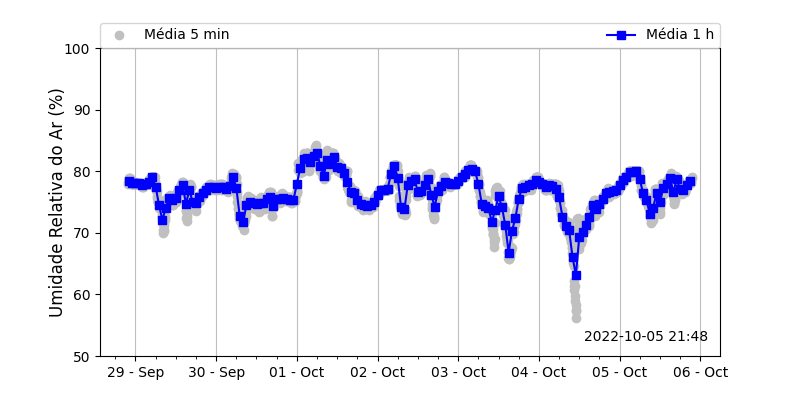 Média 5 min
Média 1 h
Umidade Relativa do Ar (%)
100
90
80
70
60
50
2022-10-05 21:48
29 - Sep
30 - Sep
01 - Oct
02 - Oct
03 - Oct
04 - Oct
05 - Oct
06 - Oct